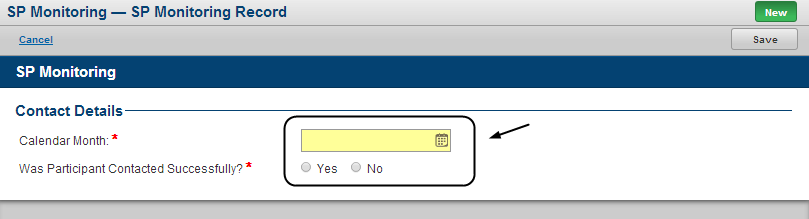 SP Monitoring — SP Monitoring Record
New
Cancel
Save
SP Monitoring
Contact Details
Calendar Month: *
Was Participant Contacted Successfully? *
Yes No